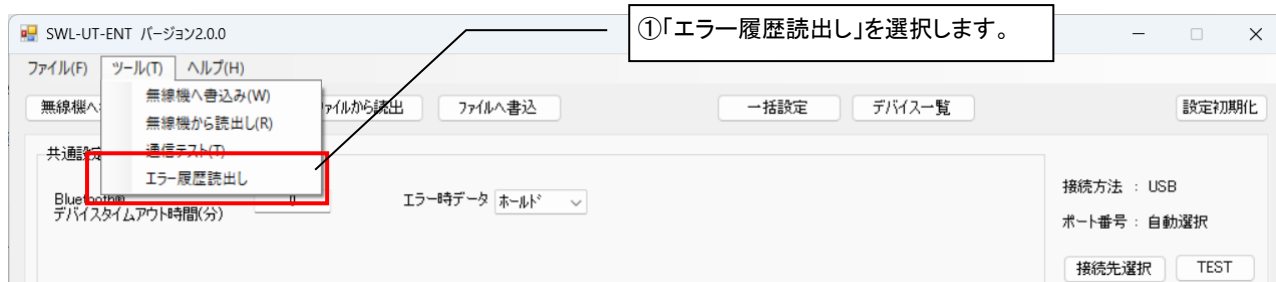 ①「エラー履歴読出し」を選択します。
SWL-UT-ENT バージョン2.0.0
ファイル(F) ツール(T) ヘルプ(H)
無線機へ書込み(W)
無線機から読出し(R)
通信テスト(T)
エラー履歴読出し
無線機へ ァイルから読出 ファイルへ書込 一括設定 デバイス一覧 設定初期化
共通設定
Bluetooth®
デバイスタイムアウト時間(分) 0 エラー時データ ホールド
接続方法 : USB
ポート番号 : 自動選択
接続先選択 TEST